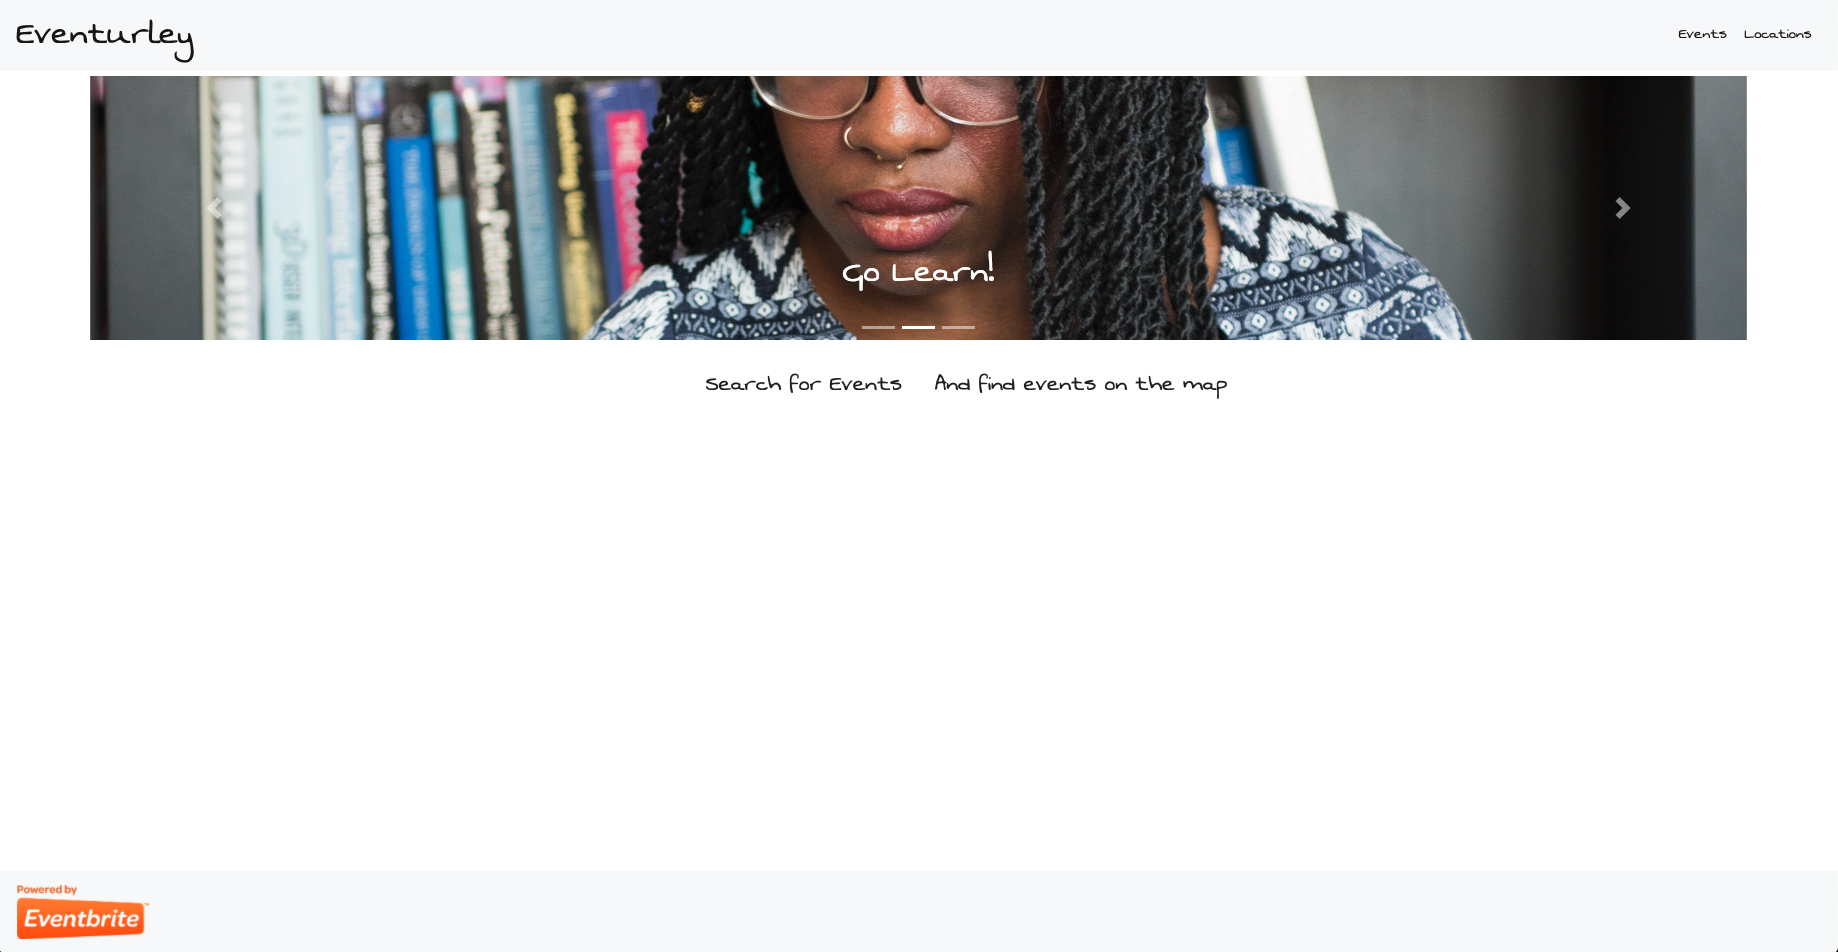 Eventurley
Events Locations
Go Learn!
Search for Events And find events on the map
Powered by
Eventbrite